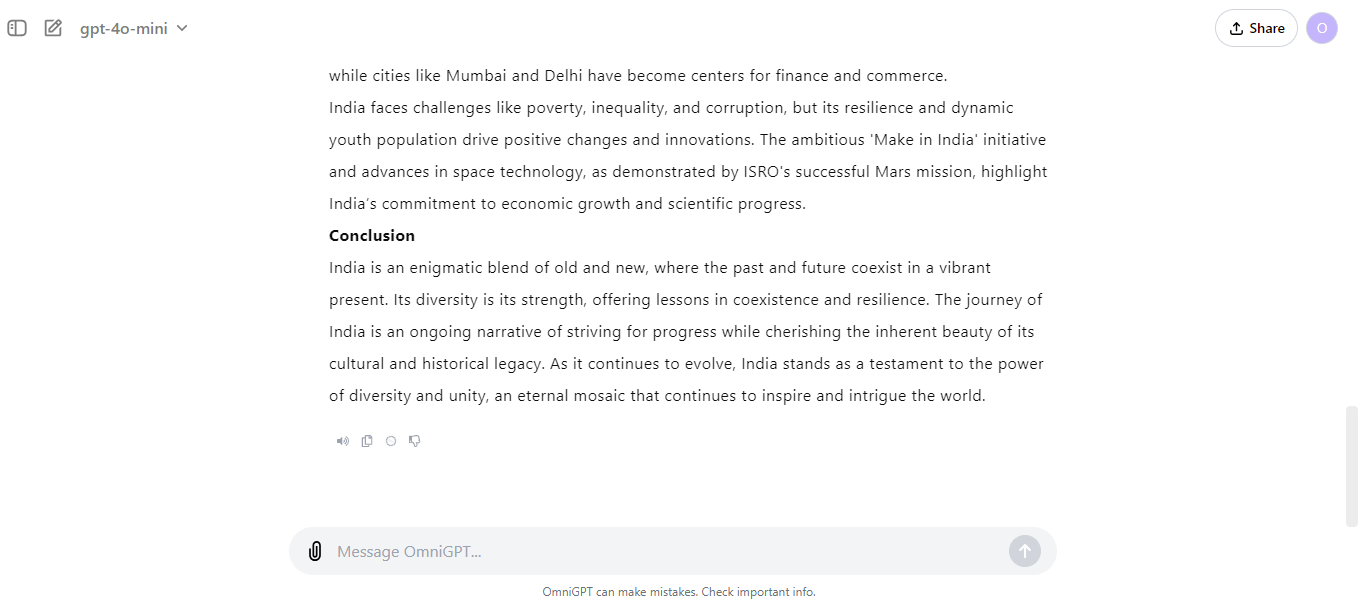 gpt-4o-mini
Share
O
while cities like Mumbai and Delhi have become centers for finance and commerce.
India faces challenges like poverty, inequality, and corruption, but its resilience and dynamic
youth population drive positive changes and innovations. The ambitious 'Make in India' initiative
and advances in space technology, as demonstrated by ISRO's successful Mars mission, highlight
India's commitment to economic growth and scientific progress.
Conclusion
India is an enigmatic blend of old and new, where the past and future coexist in a vibrant
present. Its diversity is its strength, offering lessons in coexistence and resilience. The journey of
India is an ongoing narrative of striving for progress while cherishing the inherent beauty of its
cultural and historical legacy. As it continues to evolve, India stands as a testament to the power
of diversity and unity, an eternal mosaic that continues to inspire and intrigue the world.
Message OmniGPT...
OmniGPT can make mistakes. Check important info.